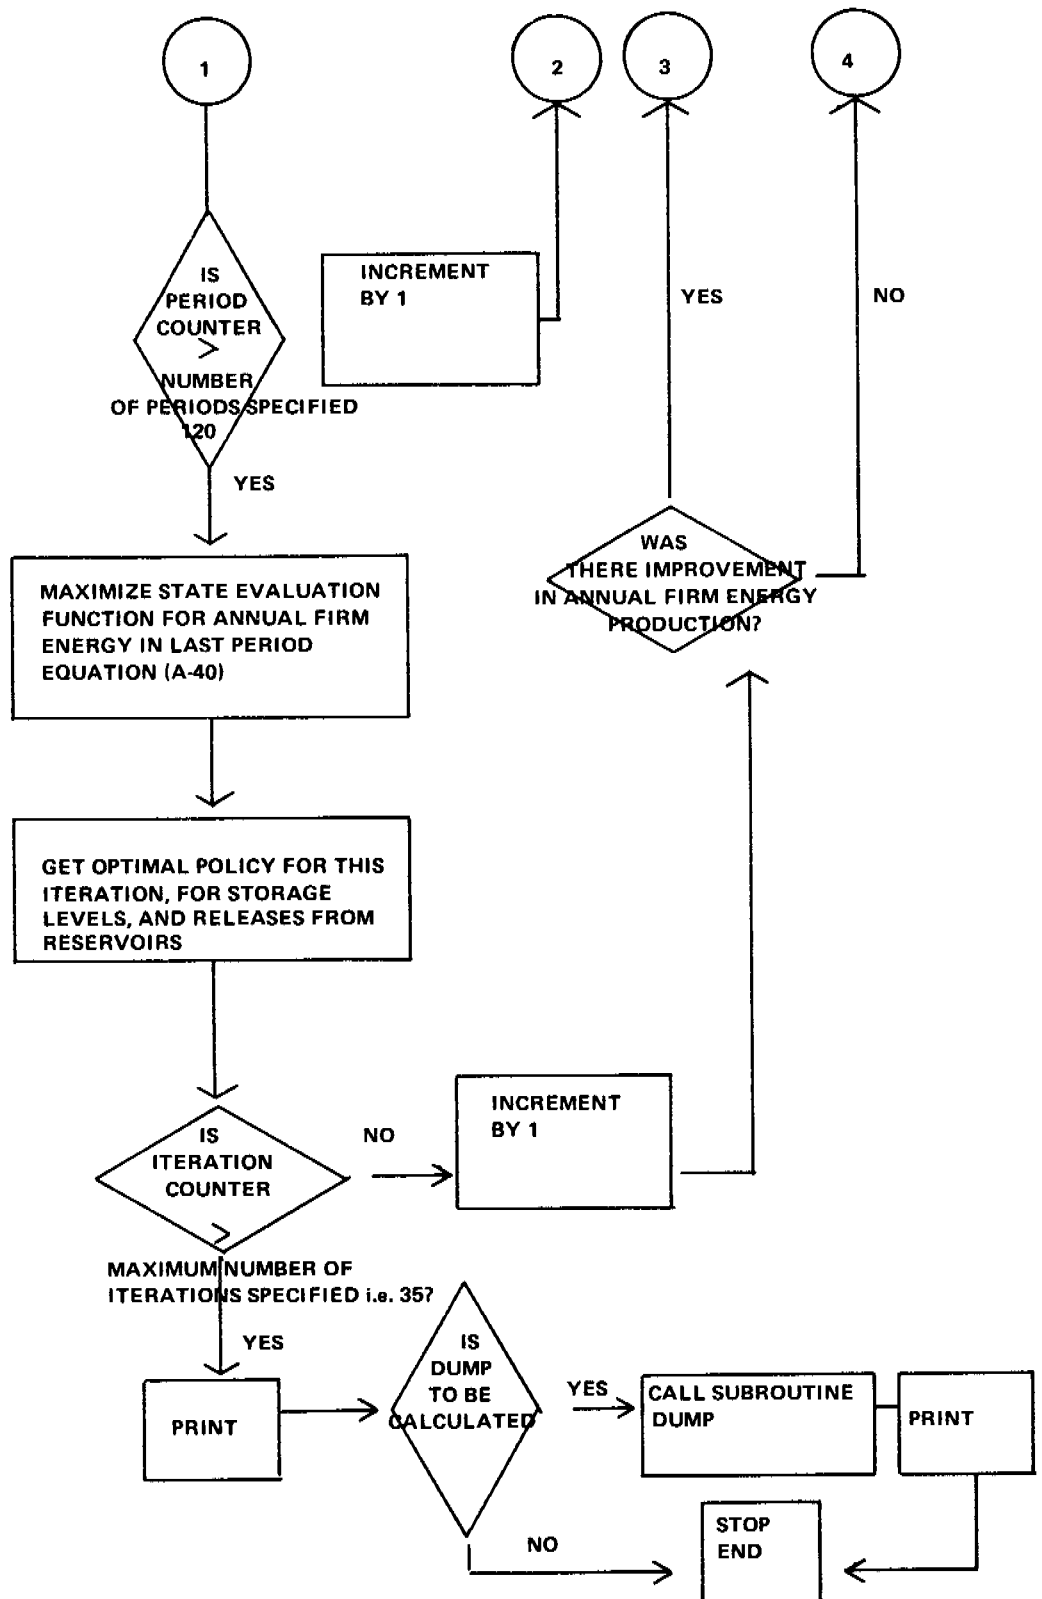 1
2
3
4
IS
PERIOD
COUNTER
>
NUMBER
OF PERIODS SPECIFIED
120
INCREMENT
BY 1
YES
NO
YES
WAS
THERE IMPROVEMENT
IN ANNUAL FIRM ENERGY
PRODUCTION?
MAXIMIZE STATE EVALUATION
FUNCTION FOR ANNUAL FIRM
ENERGY IN LAST PERIOD
EQUATION (A-40)
GET OPTIMAL POLICY FOR THIS
ITERATION, FOR STORAGE
LEVELS, AND RELEASES FROM
RESERVOIRS
IS
ITERATION
COUNTER
>
MAXIMUM NUMBER OF
ITERATIONS SPECIFIED i.e. 35?
NO
INCREMENT
BY 1
YES
PRINT
IS
DUMP
TO BE
CALCULATED
YES
CALL SUBROUTINE
DUMP
PRINT
NO
STOP
END